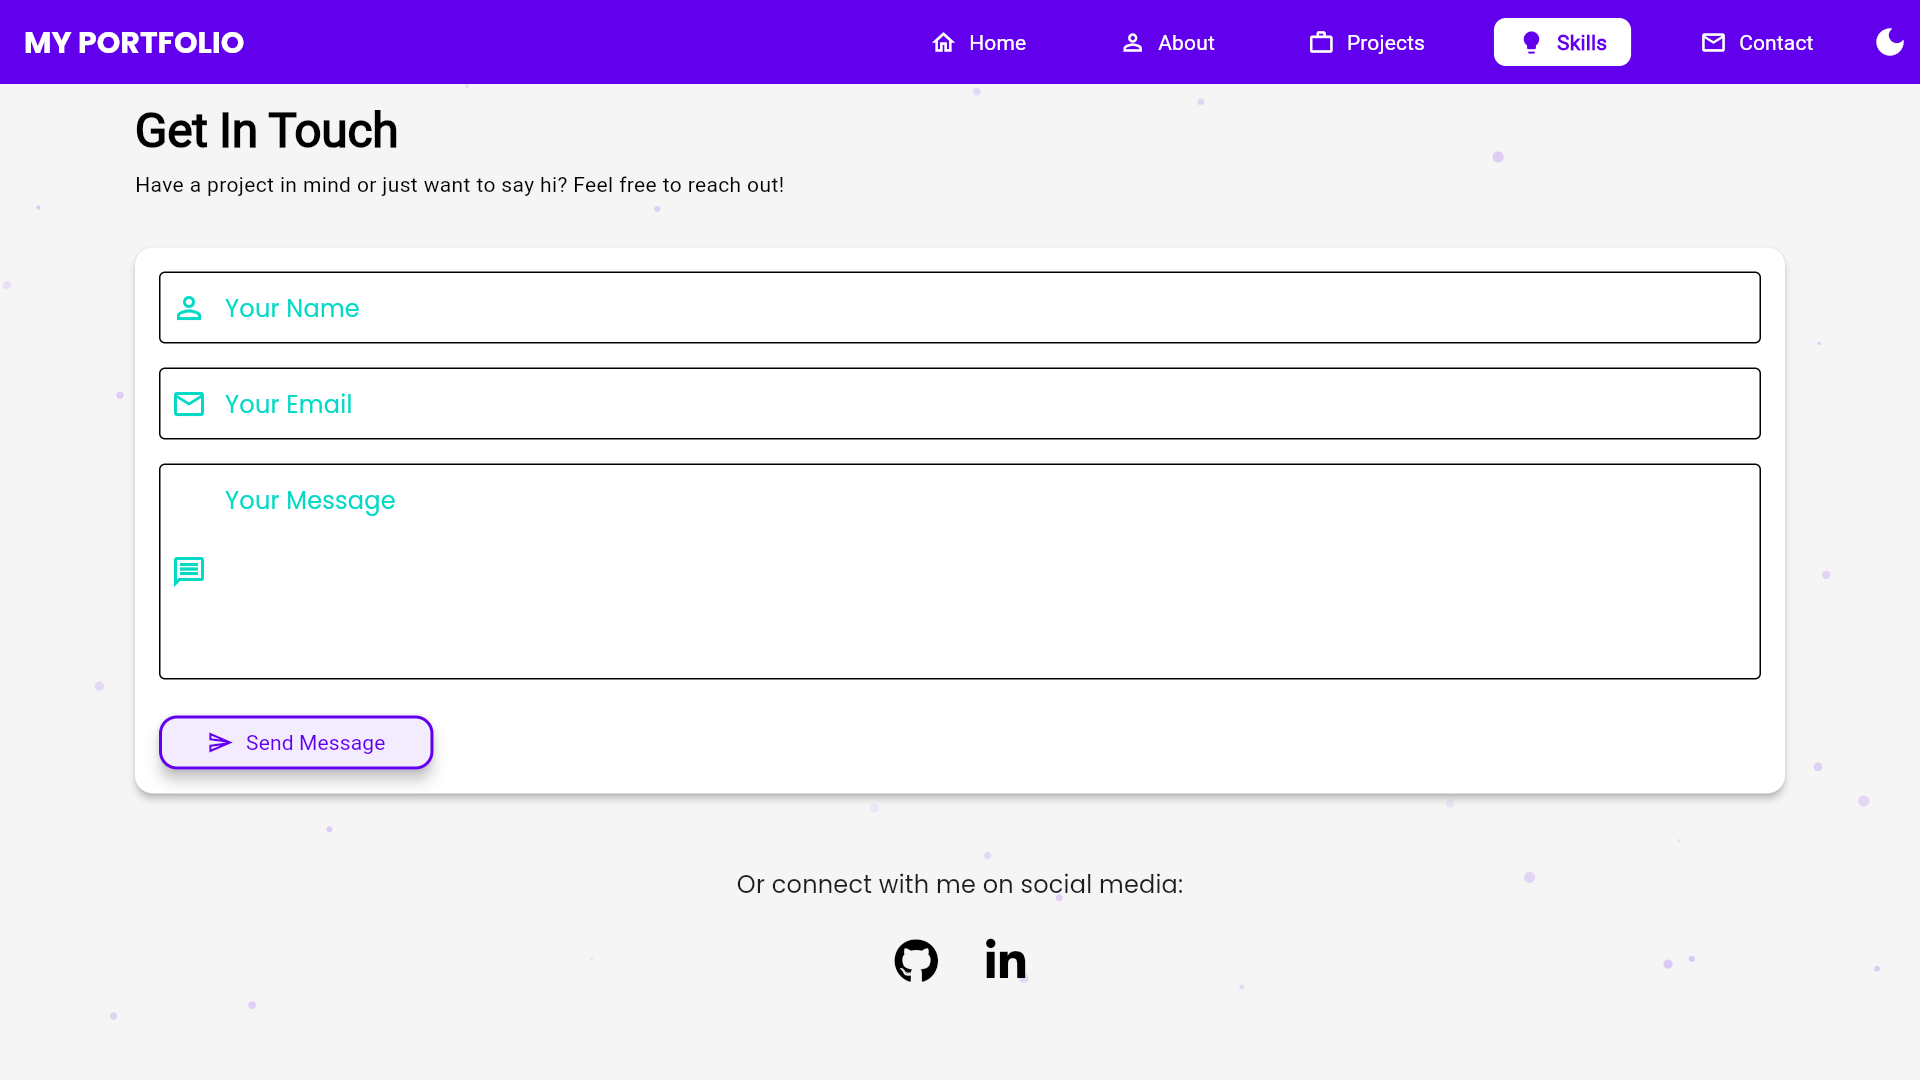 MY PORTFOLIO
Home
About
Projects
Skills
Contact
Get In Touch
Have a project in mind or just want to say hi? Feel free to reach out!
Your Name
Your Email
Your Message
Send Message
Or connect with me on social media:
in